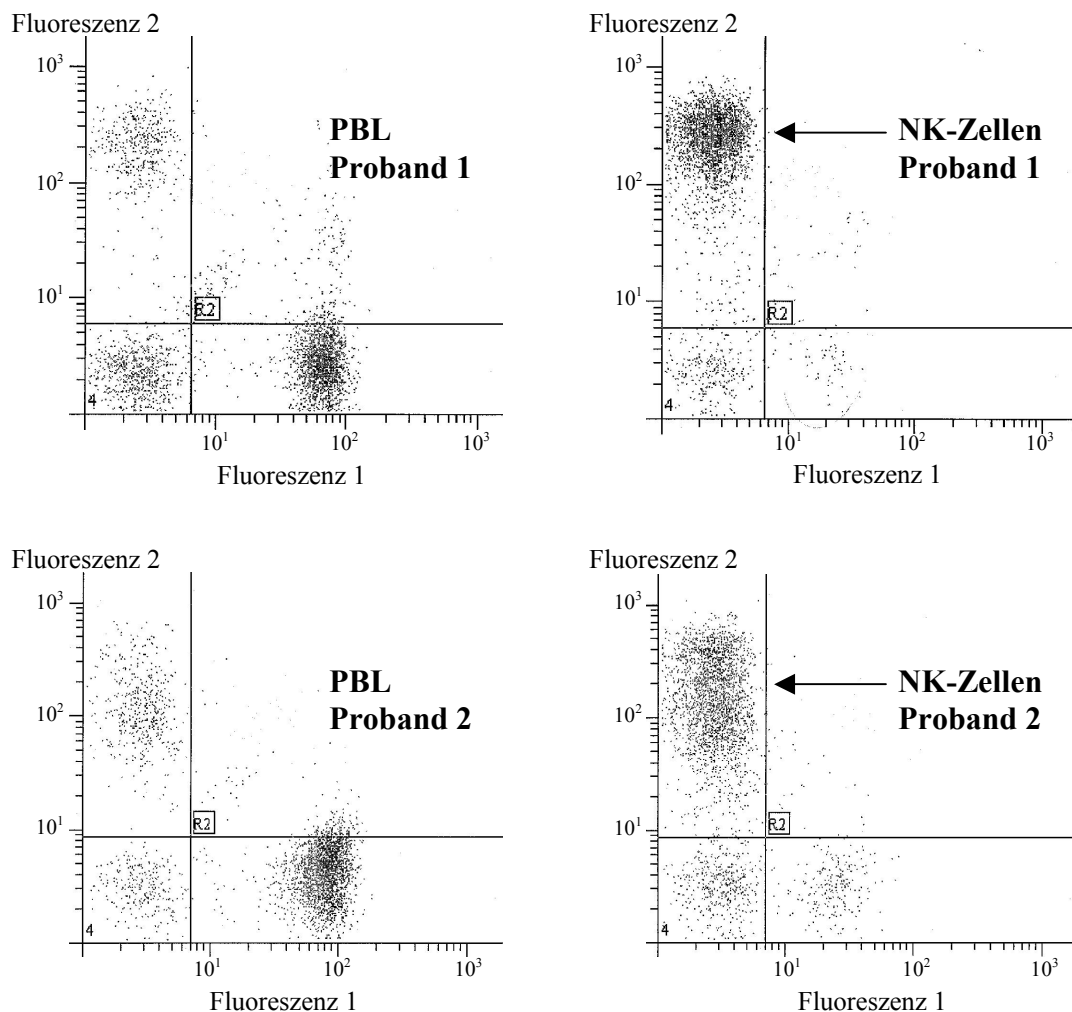 Fluoreszenz 2
10³
10²
10¹
PBL
Proband 1
R2
4
10¹ 10² 10³
Fluoreszenz 1
Fluoreszenz 2
10³
10²
10¹
NK-Zellen
Proband 1
R2
4
10¹ 10² 10³
Fluoreszenz 1
Fluoreszenz 2
10³
10²
10¹
PBL
Proband 2
R2
4
10¹ 10² 10³
Fluoreszenz 1
Fluoreszenz 2
10³
10²
10¹
NK-Zellen
Proband 2
R2
4
10¹ 10² 10³
Fluoreszenz 1